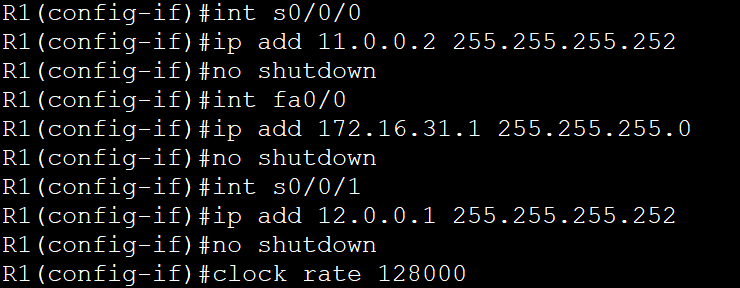 R1(config-if)#int s0/0/0
R1(config-if)#ip add 11.0.0.2 255.255.255.252
R1(config-if)#no shutdown
R1(config-if)#int fa0/0
R1(config-if)#ip add 172.16.31.1 255.255.255.0
R1(config-if)#no shutdown
R1(config-if)#int s0/0/1
R1(config-if)#ip add 12.0.0.1 255.255.255.252
R1(config-if)#no shutdown
R1(config-if)#clock rate 128000